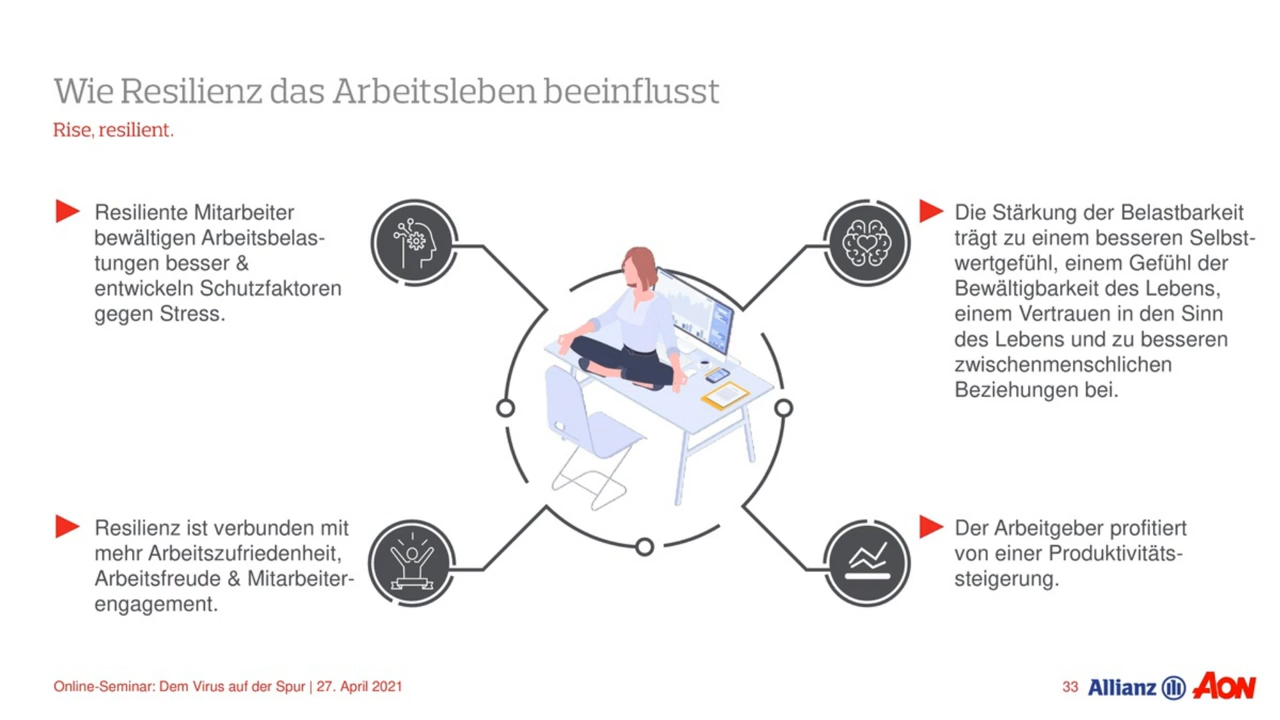 Wie Resilienz das Arbeitsleben beeinflusst
Rise, resilient.
Resiliente Mitarbeiter
bewältigen Arbeitsbelas-
tungen besser &
entwickeln Schutzfaktoren
gegen Stress.
Die Stärkung der Belastbarkeit
trägt zu einem besseren Selbst-
wertgefühl, einem Gefühl der
Bewältigbarkeit des Lebens,
einem Vertrauen in den Sinn
des Lebens und zu besseren
zwischenmenschlichen
Beziehungen bei.
Resilienz ist verbunden mit
mehr Arbeitszufriedenheit,
Arbeitsfreude & Mitarbeiter-
engagement.
Der Arbeitgeber profitiert
von einer Produktivitäts-
steigerung.
Online-Seminar: Dem Virus auf der Spur | 27. April 2021
33 Allianz AON